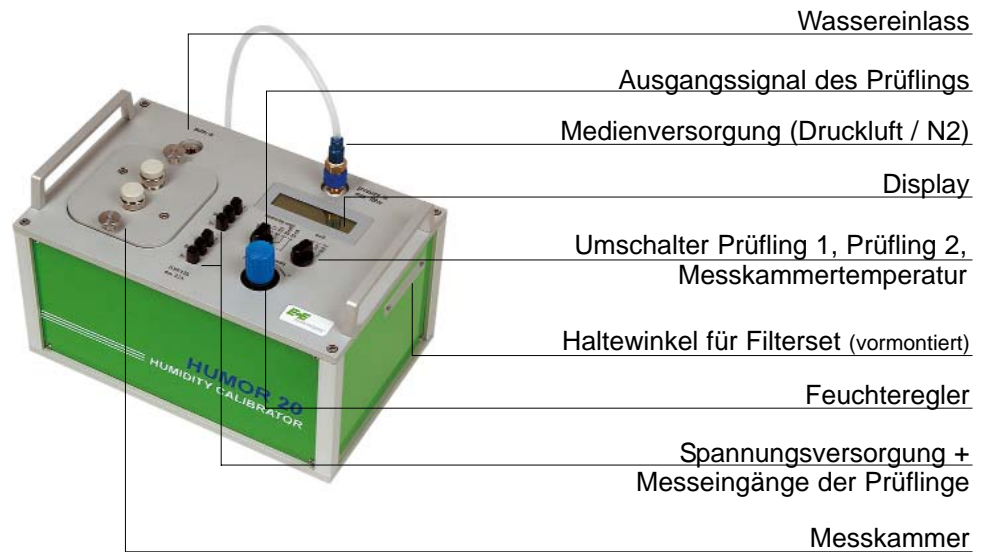 Wassereinlass
Ausgangssignal des Prüflings
Medienversorgung (Druckluft / N2)
Display
Umschalter Prüfling 1, Prüfling 2,
Messkammertemperatur
Haltewinkel für Filterset (vormontiert)
Feuchteregler
Spannungsversorgung +
Messeingänge der Prüflinge
Messkammer
HUMOR 20
HUMIDITY CALIBRATOR